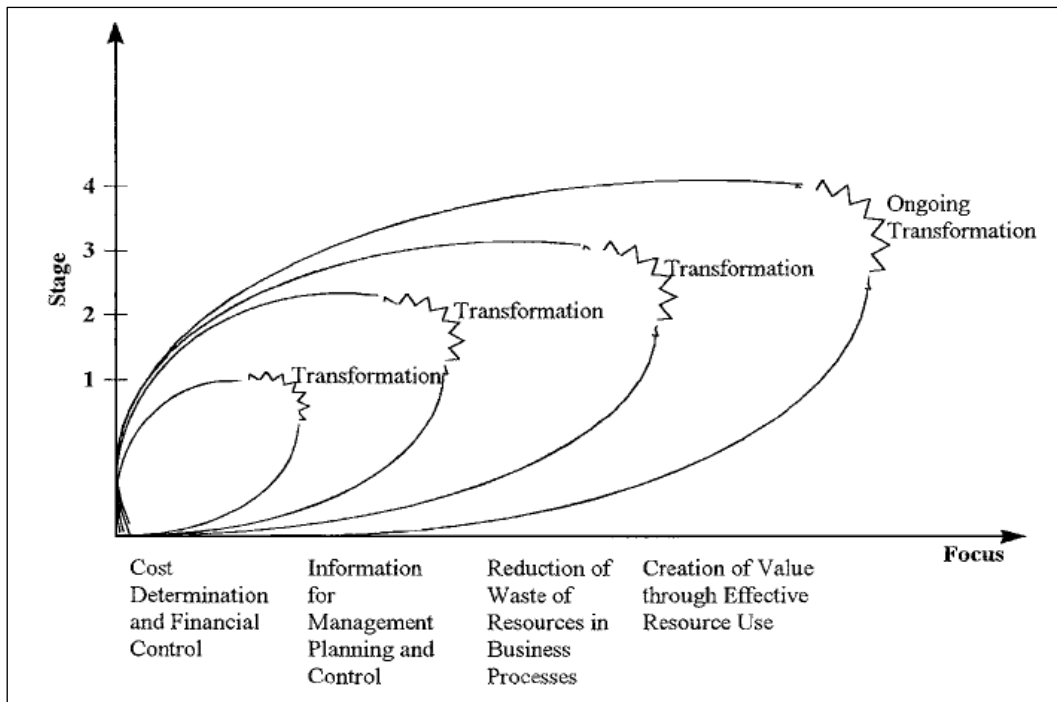 4
Ongoing
Transformation
3
Transformation
Stage
2
Transformation
1
Transformation
Focus
Cost
Determination
and Financial
Control
Information
for
Management
Planning and
Control
Reduction of
Waste of
Resources in
Business
Processes
Creation of Value
through Effective
Resource Use